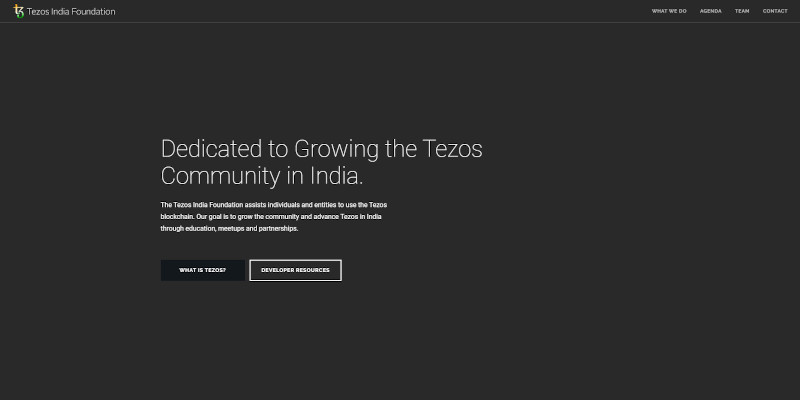 Tezos India Foundation
WHAT WE DO
AGENDA
TEAM
CONTACT
Dedicated to Growing the Tezos
Community in India.
The Tezos India Foundation assists individuals and entities to use the Tezos
blockchain. Our goal is to grow the community and advance Tezos in India
through education, meetups and partnerships.
WHAT IS TEZOS?
DEVELOPER RESOURCES